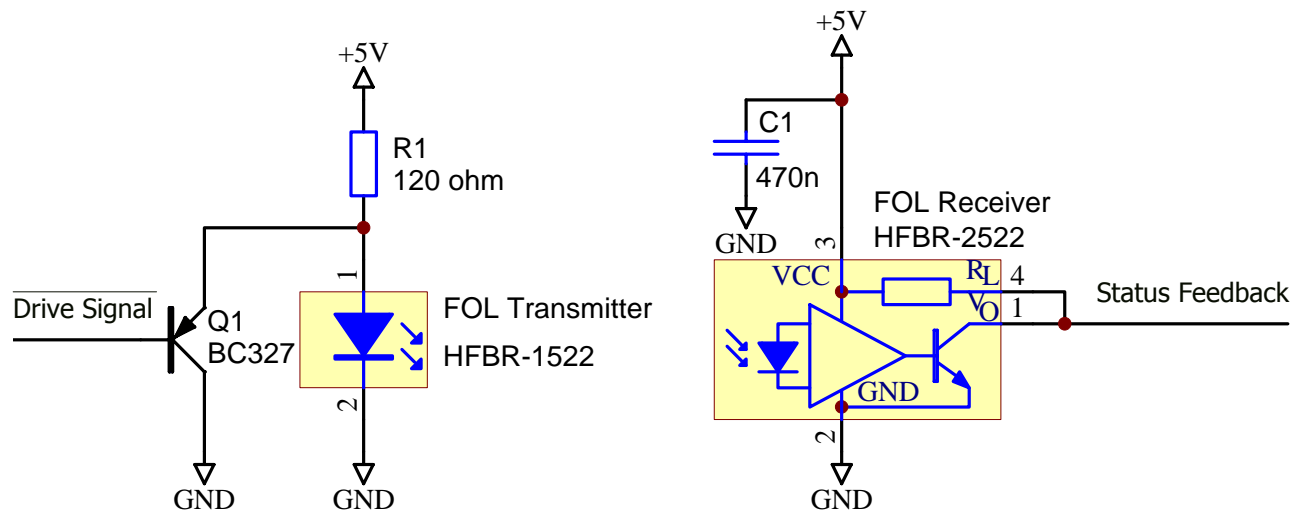 +5V
R1
120 ohm
Drive Signal
Q1
BC327
1
FOL Transmitter
HFBR-1522
2
GND
GND
+5V
C1
470n
GND
FOL Receiver
HFBR-2522
3
VCC
RL
4
VO
1
Status Feedback
GND
2
GND